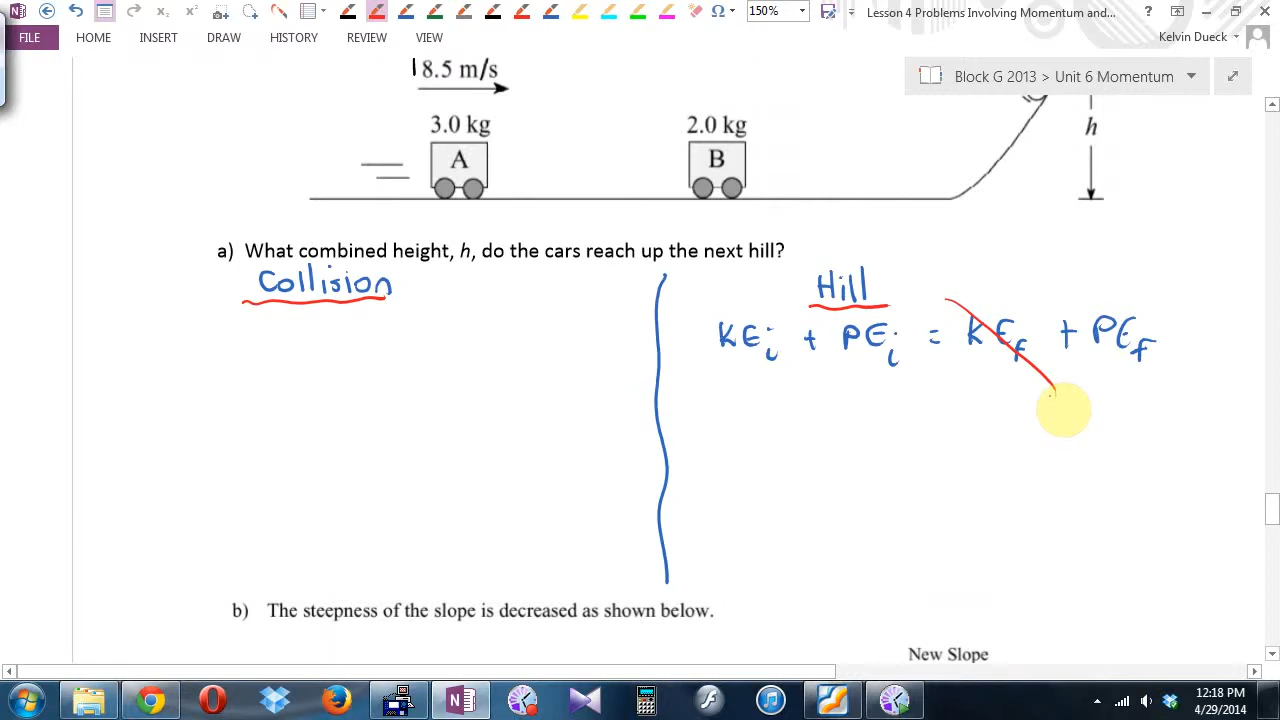 150%
Lesson 4 Problems Involving Momentum and...
?
FILE
HOME
INSERT
DRAW
HISTORY
REVIEW
VIEW
Kelvin Dueck
Block G 2013 > Unit 6 Momentum
18.5 m/s
3.0 kg
2.0 kg
A
B
h
a) What combined height, h, do the cars reach up the next hill?
Collision
Hill
KEi + PEi = KEf + PEf
b) The steepness of the slope is decreased as shown below.
New Slope
12:18 PM
4/29/2014